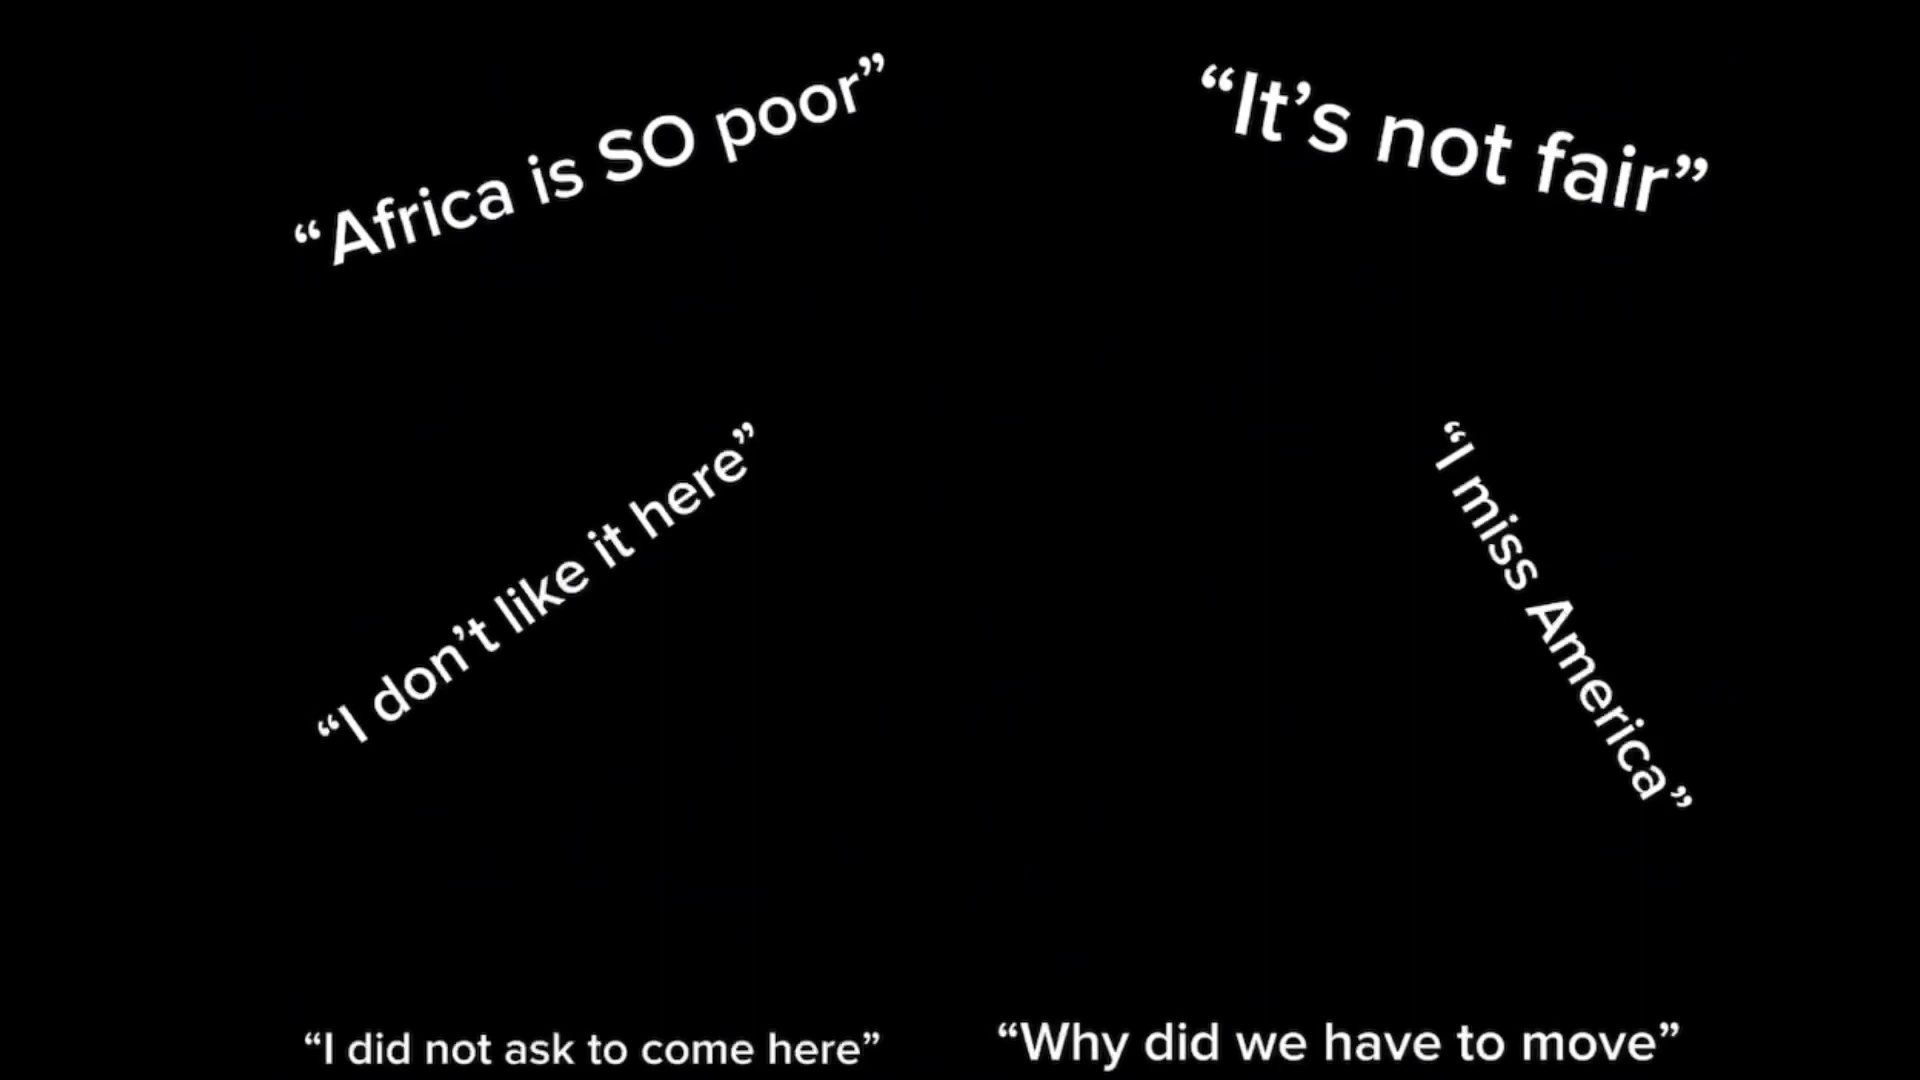 “Africa is SO poor”
“It’s not fair”
“I don’t like it here”
“I miss America”
“I did not ask to come here”
“Why did we have to move”